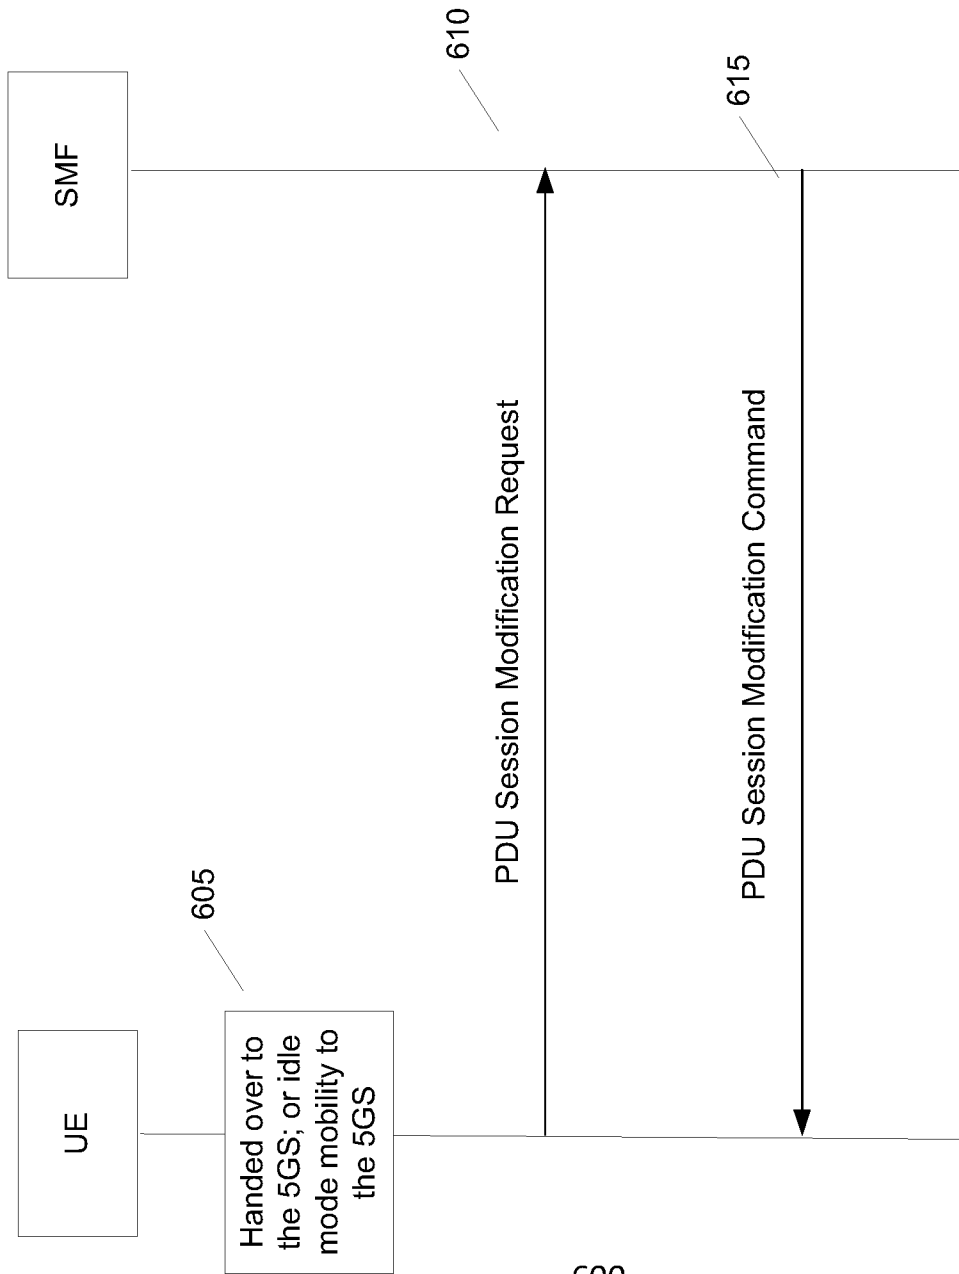 UE
SMF
Handed over to
the 5GS; or idle
mode mobility to
the 5GS
605
PDU Session Modification Request
610
PDU Session Modification Command
615